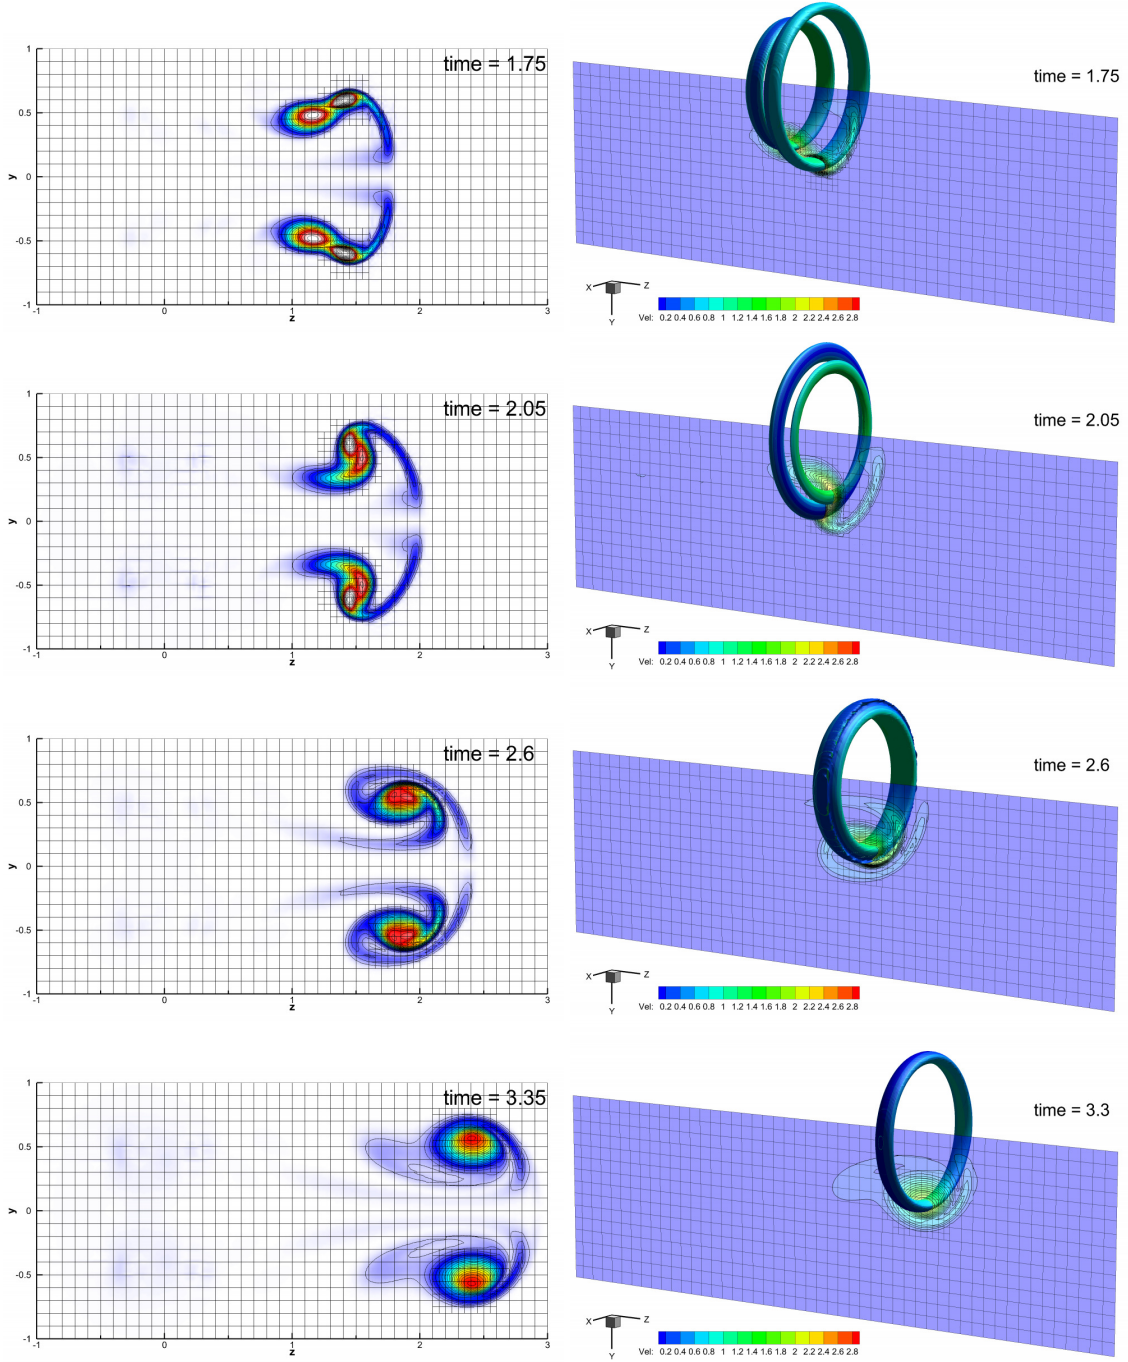 time = 1.75
1
0.5
0
-0.5
-1
y
-1 0 1 2 3
z
time = 1.75
X Z
Y
Vel: 0.2 0.4 0.6 0.8 1 1.2 1.4 1.6 1.8 2 2.2 2.4 2.6 2.8
time = 2.05
1
0.5
0
-0.5
-1
y
-1 0 1 2 3
z
time = 2.05
X Z
Y
Vel: 0.2 0.4 0.6 0.8 1 1.2 1.4 1.6 1.8 2 2.2 2.4 2.6 2.8
time = 2.6
1
0.5
0
-0.5
-1
y
-1 0 1 2 3
z
time = 2.6
X Z
Y
Vel: 0.2 0.4 0.6 0.8 1 1.2 1.4 1.6 1.8 2 2.2 2.4 2.6 2.8
time = 3.35
1
0.5
0
-0.5
-1
y
-1 0 1 2 3
z
time = 3.3
X Z
Y
Vel: 0.2 0.4 0.6 0.8 1 1.2 1.4 1.6 1.8 2 2.2 2.4 2.6 2.8